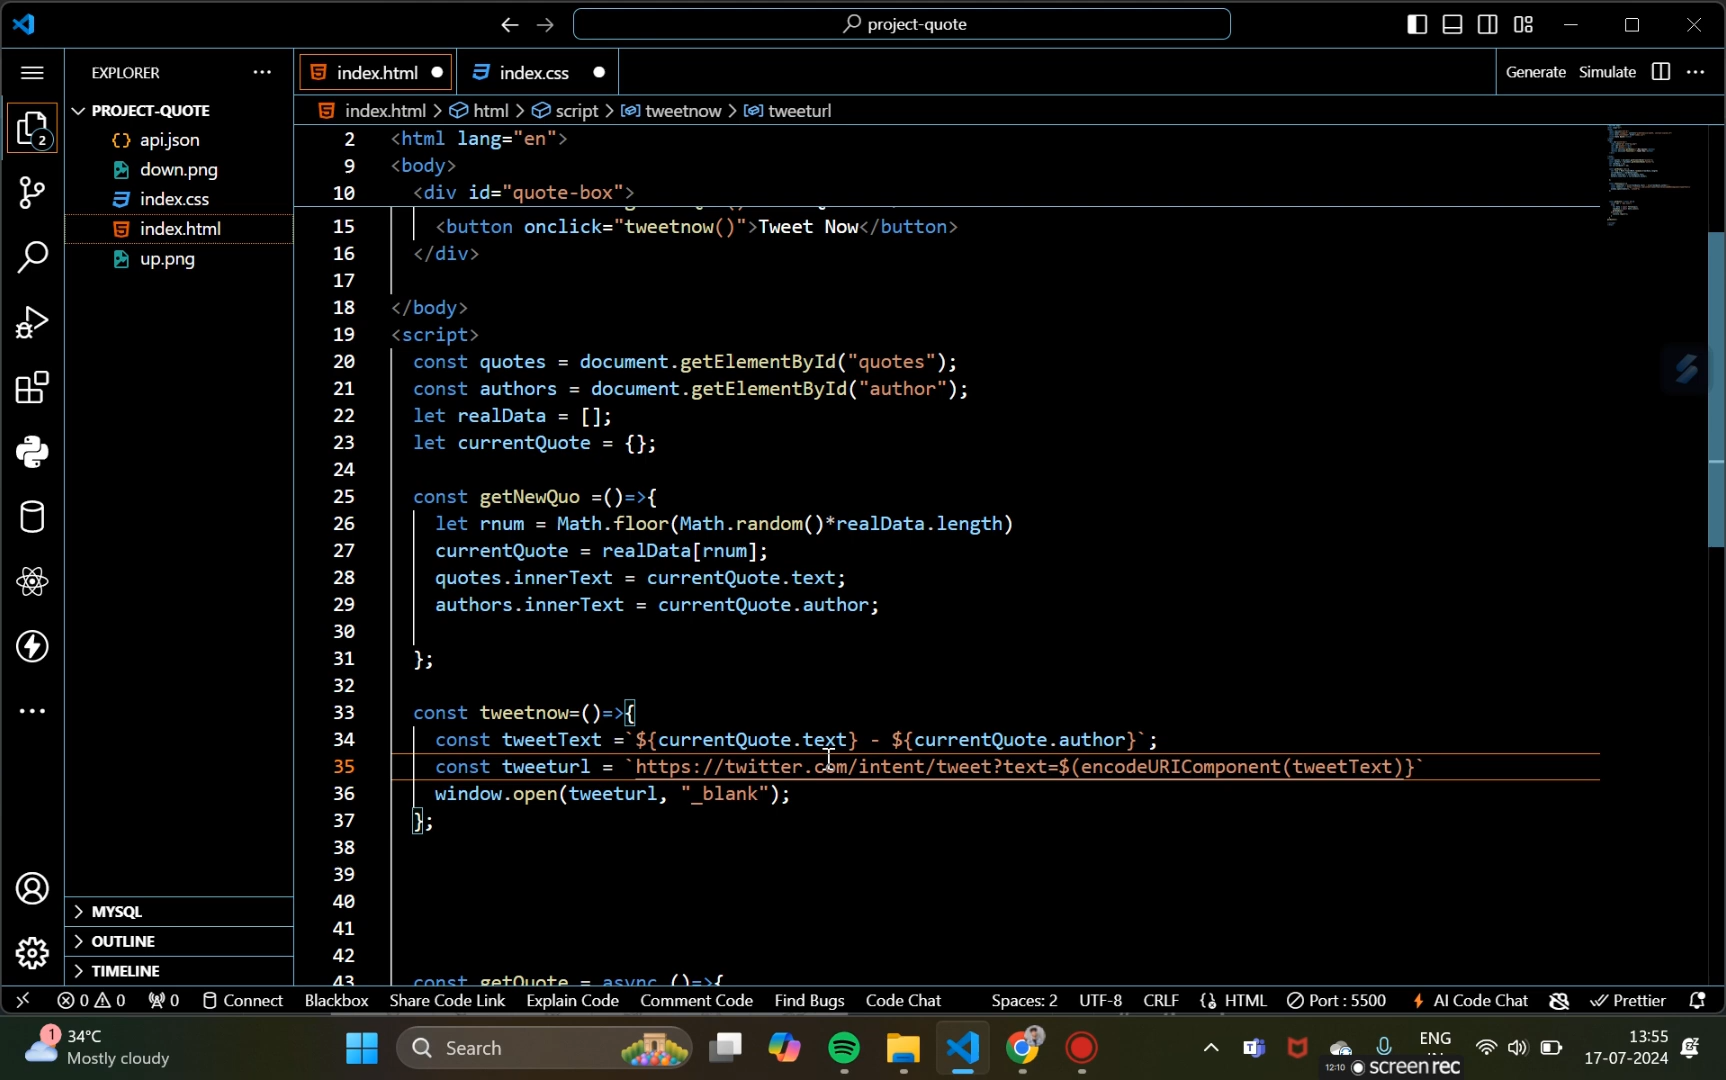 project-quote
EXPLORER
index.html
index.css
Generate Simulate
PROJECT-QUOTE
index.html > html > script > tweetnow > tweeturl
{} api.json
down.png
index.css
index.html
up.png
2
2 <html lang="en">
9 <body>
10 <div id="quote-box">
15 <button onclick="tweetnow()">Tweet Now</button>
16 </div>
17
18 </body>
19 <script>
20 const quotes = document.getElementById("quotes");
21 const authors = document.getElementById("author");
22 let realData = [];
23 let currentQuote = {};
24
25 const getNewQuo =()=>{
26 let rnum = Math.floor(Math.random()*realData.length)
27 currentQuote = realData[rnum];
28 quotes.innerText = currentQuote.text;
29 authors.innerText = currentQuote.author;
30
31 };
32
33 const tweetnow=()=>{
34 const tweetText =`${currentQuote.text} - ${currentQuote.author}`;
35 const tweeturl = `https://twitter.com/intent/tweet?text=$(encodeURIComponent(tweetText)}`
36 window.open(tweeturl, "_blank");
37 };
38
39
40
41
42
43 const getQuote = async ()=>{
MYSQL
OUTLINE
TIMELINE
0 0 0 Connect Blackbox Share Code Link Explain Code Comment Code Find Bugs Code Chat Spaces: 2 UTF-8 CRLF {} HTML Port : 5500 AI Code Chat Prettier
1 34°C
Mostly cloudy
Search
ENG
13:55
17-07-2024
12:10 screenrec